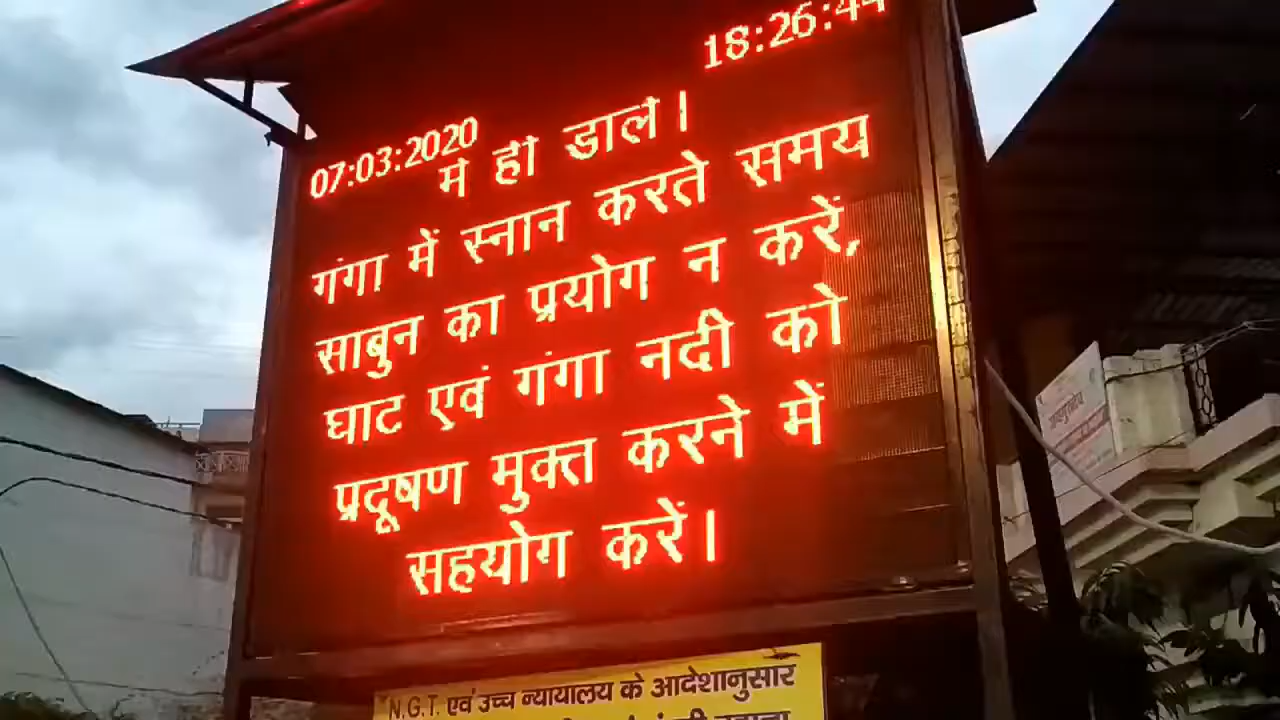 18:26:44
07:03:2020
में ही डालें।
गंगा में स्नान करते समय
साबुन का प्रयोग न करें,
घाट एवं गंगा नदी को
प्रदूषण मुक्त करने में
सहयोग करें।
N.G.T. एवं उच्च न्यायालय के आदेशानुसार